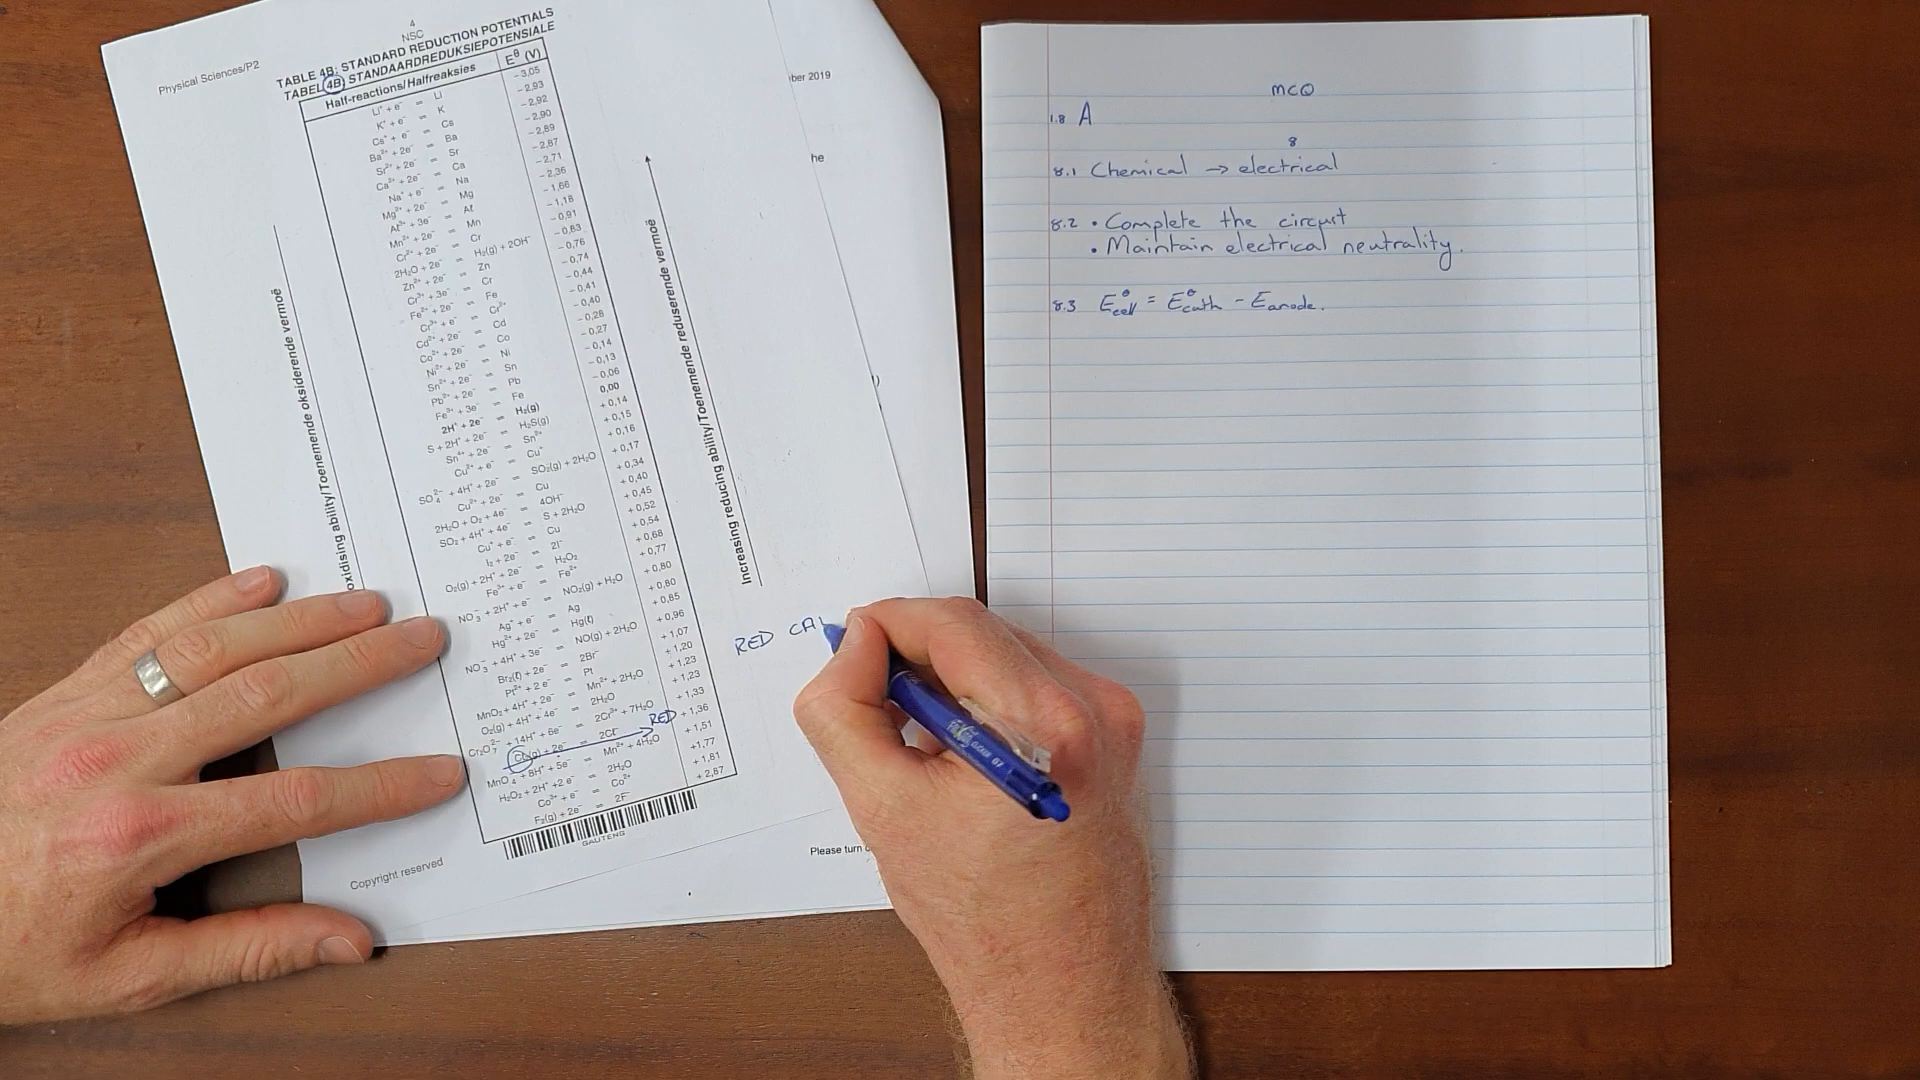 4
NSC
Physical Sciences/P2
ber 2019
TABLE 4B: STANDARD REDUCTION POTENTIALS
TABEL 4B: STANDAARDREDUKSIEPOTENSIALE
Half-reactions/Halfreaksies E^θ (V)
Li⁺ + e⁻ = Li −3,05
K⁺ + e⁻ = K −2,93
Cs⁺ + e⁻ = Cs −2,92
Ba²⁺ + 2e⁻ = Ba −2,90
Sr²⁺ + 2e⁻ = Sr −2,89
Ca²⁺ + 2e⁻ = Ca −2,87
Na⁺ + e⁻ = Na −2,71
Mg²⁺ + 2e⁻ = Mg −2,36
Aℓ³⁺ + 3e⁻ = Aℓ −1,66
Mn²⁺ + 2e⁻ = Mn −1,18
Cr²⁺ + 2e⁻ = Cr −0,91
2H₂O + 2e⁻ = H₂(g) + 2OH⁻ −0,83
Zn²⁺ + 2e⁻ = Zn −0,76
Cr³⁺ + 3e⁻ = Cr −0,74
Fe²⁺ + 2e⁻ = Fe −0,44
Cr³⁺ + e⁻ = Cr²⁺ −0,41
Cd²⁺ + 2e⁻ = Cd −0,40
Co²⁺ + 2e⁻ = Co −0,28
Ni²⁺ + 2e⁻ = Ni −0,27
Sn²⁺ + 2e⁻ = Sn −0,14
Pb²⁺ + 2e⁻ = Pb −0,13
Fe³⁺ + 3e⁻ = Fe −0,06
2H⁺ + 2e⁻ = H₂(g) 0,00
S + 2H⁺ + 2e⁻ = H₂S(g) +0,14
Sn⁴⁺ + 2e⁻ = Sn²⁺ +0,15
Cu²⁺ + e⁻ = Cu⁺ +0,16
SO₄²⁻ + 4H⁺ + 2e⁻ = SO₂(g) + 2H₂O +0,17
Cu²⁺ + 2e⁻ = Cu +0,34
2H₂O + O₂ + 4e⁻ = 4OH⁻ +0,40
SO₂ + 4H⁺ + 4e⁻ = S + 2H₂O +0,45
Cu⁺ + e⁻ = Cu +0,52
I₂ + 2e⁻ = 2I⁻ +0,54
O₂(g) + 2H⁺ + 2e⁻ = H₂O₂ +0,68
Fe³⁺ + e⁻ = Fe²⁺ +0,77
NO₃⁻ + 2H⁺ + e⁻ = NO₂(g) + H₂O +0,80
Ag⁺ + e⁻ = Ag +0,80
Hg²⁺ + 2e⁻ = Hg(ℓ) +0,85
NO₃⁻ + 4H⁺ + 3e⁻ = NO(g) + 2H₂O +0,96
Br₂(ℓ) + 2e⁻ = 2Br⁻ +1,07
Pt²⁺ + 2e⁻ = Pt +1,20
MnO₂ + 4H⁺ + 2e⁻ = Mn²⁺ + 2H₂O +1,23
O₂(g) + 4H⁺ + 4e⁻ = 2H₂O +1,23
Cr₂O₇²⁻ + 14H⁺ + 6e⁻ = 2Cr³⁺ + 7H₂O +1,33
Cℓ₂(g) + 2e⁻ = 2Cℓ⁻ RED +1,36
MnO₄⁻ + 8H⁺ + 5e⁻ = Mn²⁺ + 4H₂O +1,51
H₂O₂ + 2H⁺ + 2e⁻ = 2H₂O +1,77
Co³⁺ + e⁻ = Co²⁺ +1,81
F₂(g) + 2e⁻ = 2F⁻ +2,87
GAUTENG
oxidising ability/Toenemende oksiderende vermoë
Increasing reducing ability/Toenemende reduserende vermoë
he
RED CA
Copyright reserved
Please turn
MCQ
1.8 A
8
8.1 Chemical → electrical
8.2 • Complete the circuit
• Maintain electrical neutrality.
8.3 E^θcell = E^θcath − Eanode.